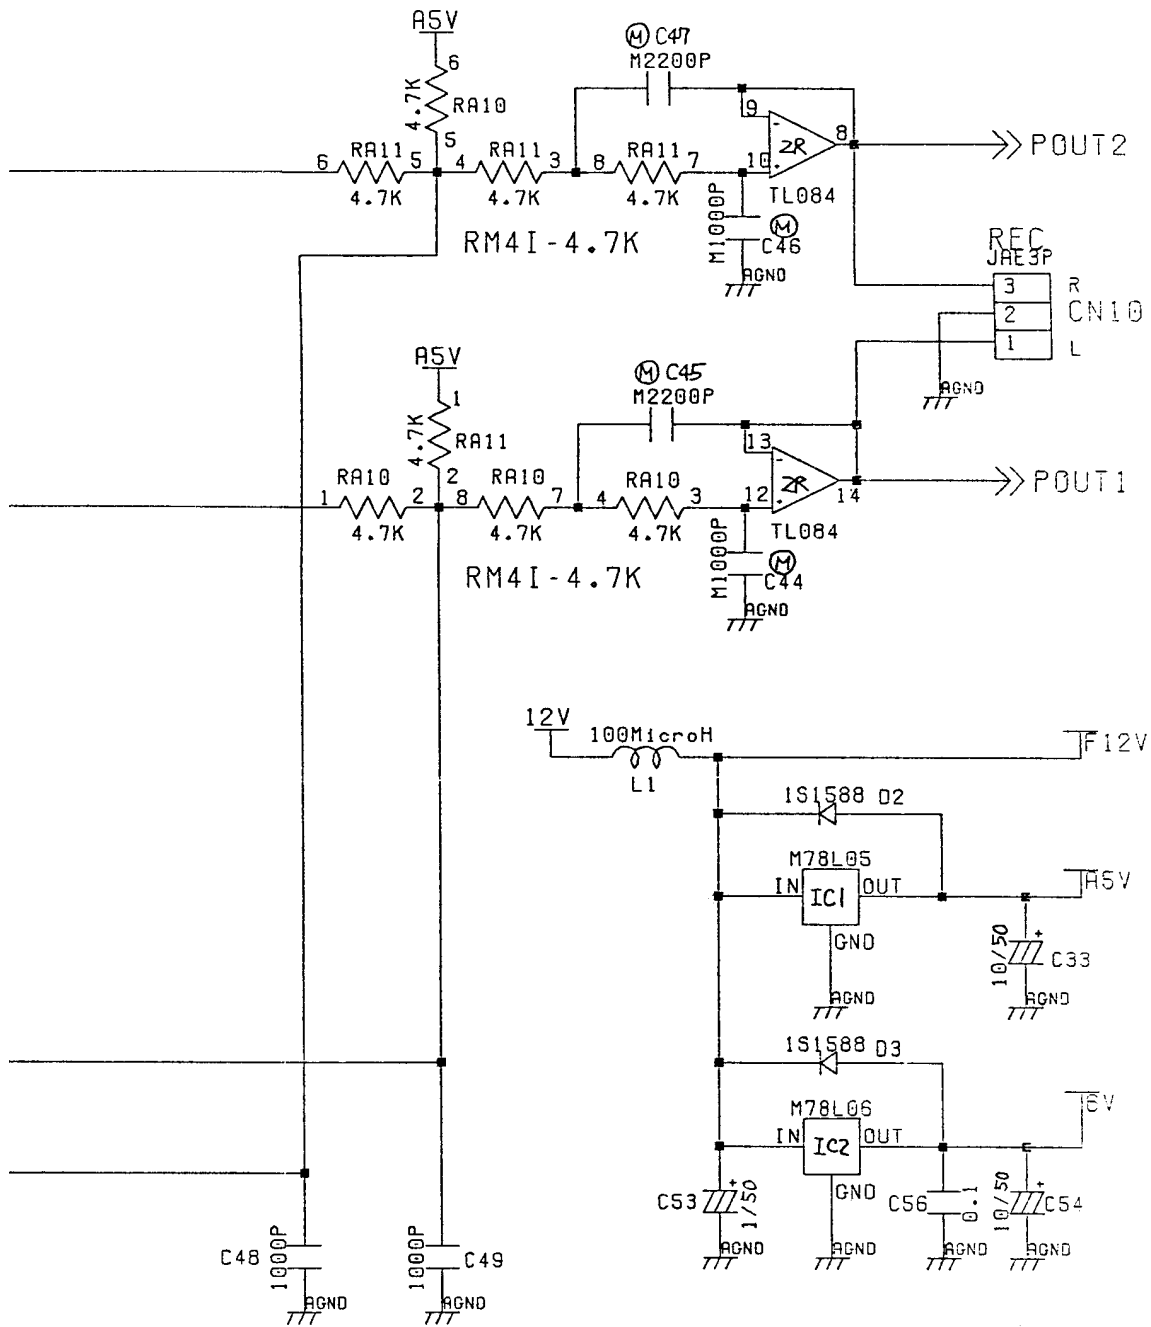 A5V
6
4.7K
RA10
5
Ⓜ C47
M2200P
9
-
2R
8
POUT2
6
RA11
5
4
RA11
3
8
RA11
7
10
+
4.7K
4.7K
4.7K
TL084
RM4I-4.7K
M1000P
Ⓜ
C46
AGND
REC
JAE3P
3
R
2
CN10
1
L
AGND
A5V
1
4.7K
RA11
2
Ⓜ C45
M2200P
13
-
2R
14
POUT1
1
RA10
2
8
RA10
7
4
RA10
3
12
+
4.7K
4.7K
4.7K
TL084
RM4I-4.7K
M1000P
Ⓜ
C44
AGND
12V
100MicroH
L1
F12V
1S1588 D2
M78L05
IN
IC1
OUT
A5V
GND
10/50
+
C33
AGND
AGND
1S1588 D3
M78L06
IN
IC2
OUT
6V
GND
C53
+
1/50
C56
0.1
10/50
+
C54
AGND
AGND
AGND
AGND
C48
1000P
1000P
C49
AGND
AGND